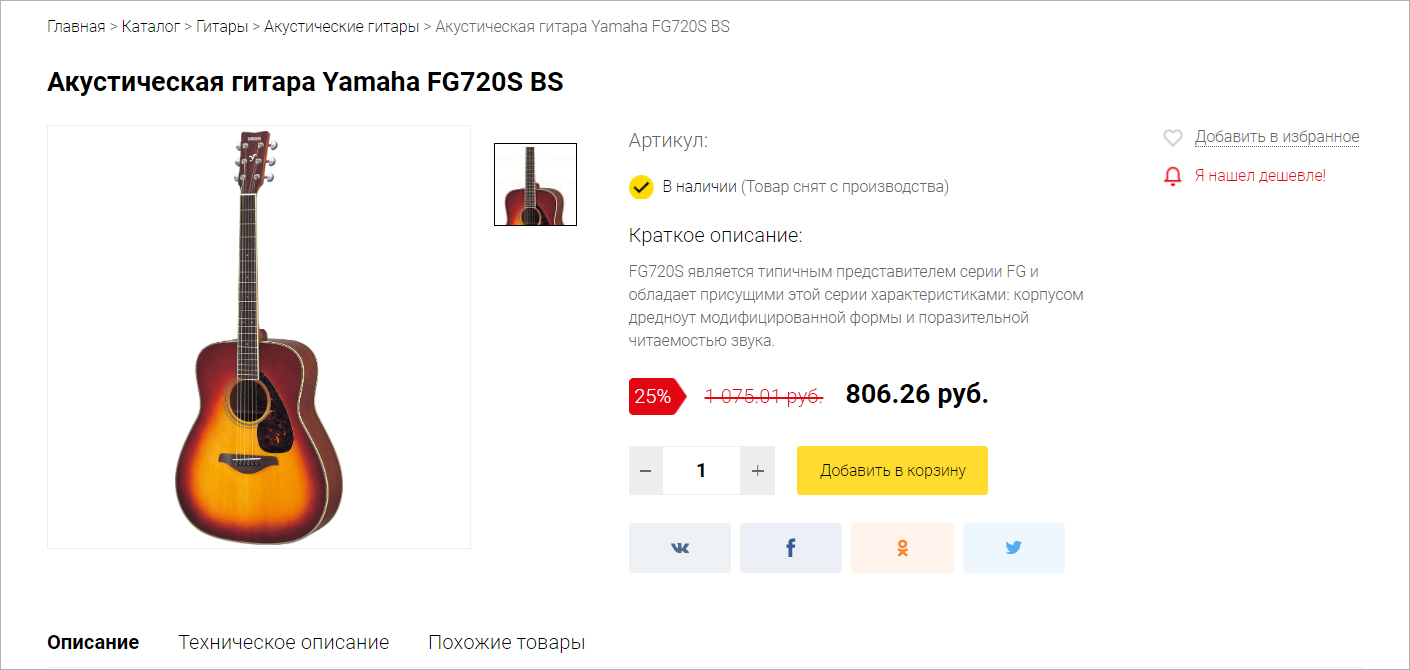 Главная > Каталог > Гитары > Акустические гитары > Акустическая гитара Yamaha FG720S BS
Акустическая гитара Yamaha FG720S BS
YAMAHA
Артикул:
В наличии (Товар снят с производства)
Краткое описание:
FG720S является типичным представителем серии FG и
обладает присущими этой серии характеристиками: корпусом
дредноут модифицированной формы и поразительной
читаемостью звука.
25% 1 075.01 руб. 806.26 руб.
− 1 + Добавить в корзину
Добавить в избранное
Я нашел дешевле!
Описание Техническое описание Похожие товары